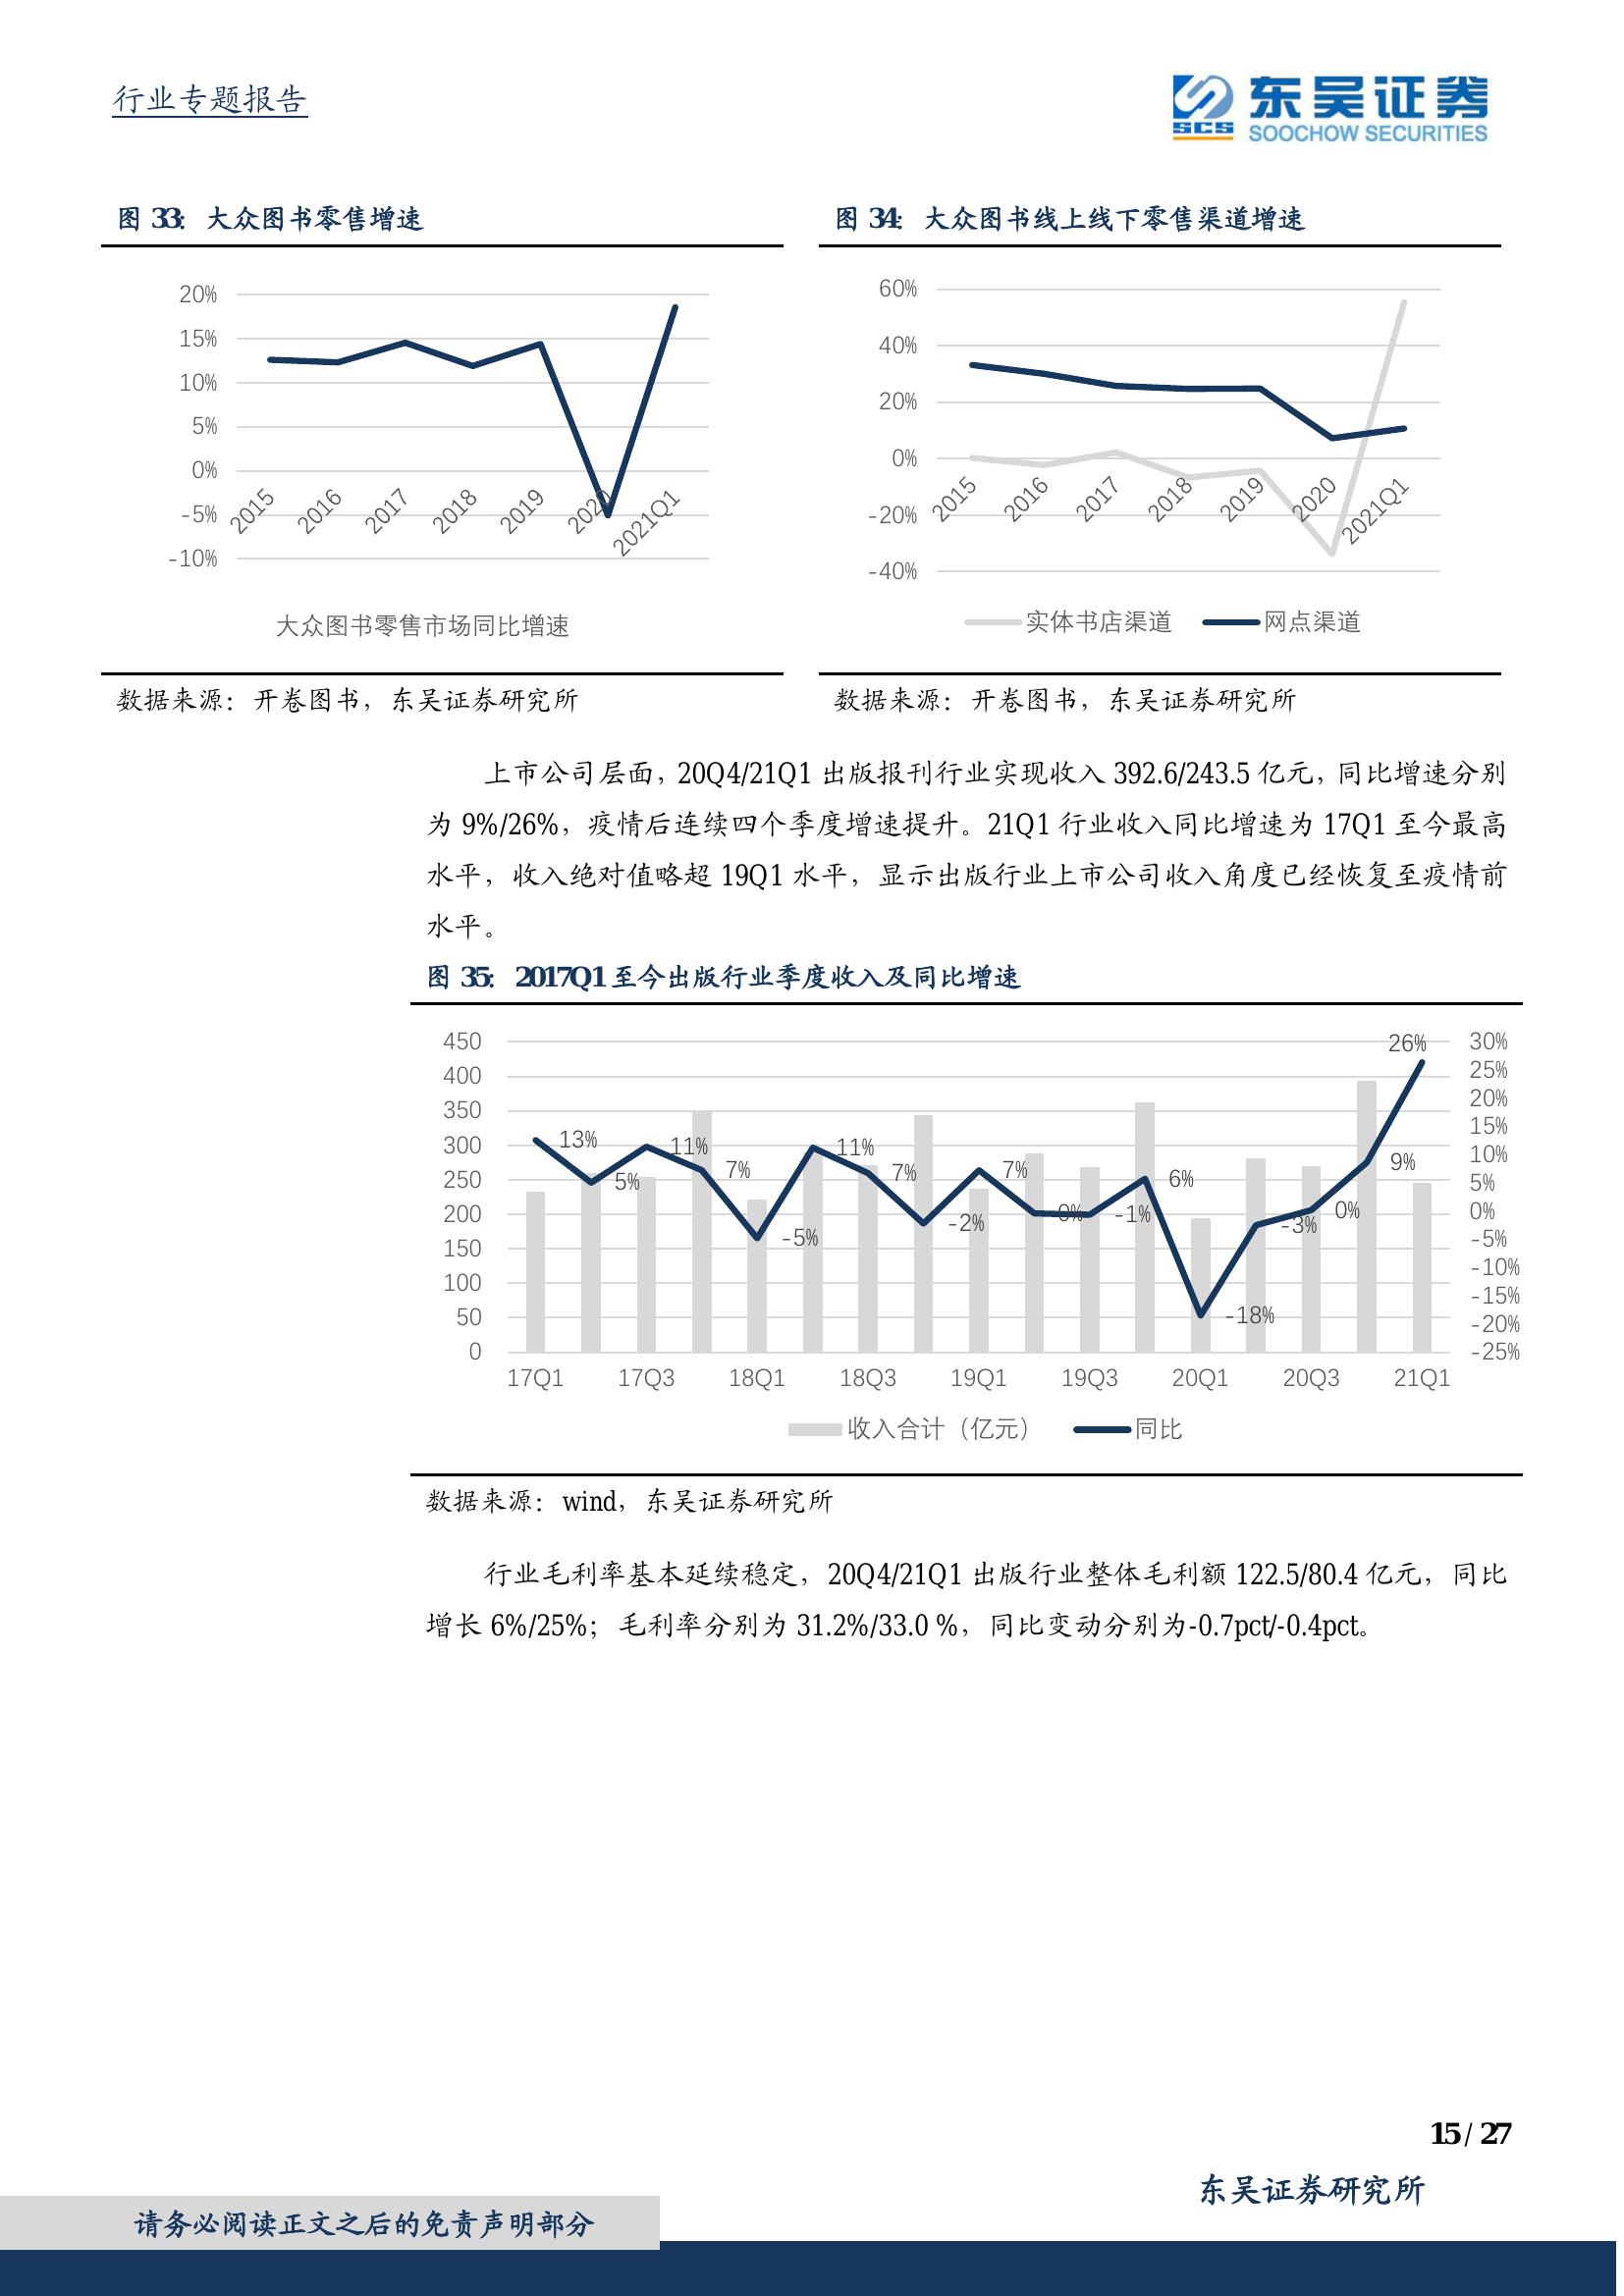 行业专题报告
东吴证券
SCS
SOOCHOW SECURITIES
图 33：大众图书零售增速
20%
15%
10%
5%
0%
-5%
-10%
2015 2016 2017 2018 2019 2020 2021Q1
大众图书零售市场同比增速
数据来源：开卷图书，东吴证券研究所
图 34：大众图书线上线下零售渠道增速
60%
40%
20%
0%
-20%
-40%
2015 2016 2017 2018 2019 2020 2021Q1
实体书店渠道 网点渠道
数据来源：开卷图书，东吴证券研究所
上市公司层面，20Q4/21Q1 出版报刊行业实现收入 392.6/243.5 亿元，同比增速分别
为 9%/26%，疫情后连续四个季度增速提升。21Q1 行业收入同比增速为 17Q1 至今最高
水平，收入绝对值略超 19Q1 水平，显示出版行业上市公司收入角度已经恢复至疫情前
水平。
图 35：2017Q1 至今出版行业季度收入及同比增速
450
400
350
300
250
200
150
100
50
0
13% 5% 11% 7% -5% 11% 7% -2% 7% 0% -1% 6% -18% -3% 0% 9% 26%
30%
25%
20%
15%
10%
5%
0%
-5%
-10%
-15%
-20%
-25%
17Q1 17Q3 18Q1 18Q3 19Q1 19Q3 20Q1 20Q3 21Q1
收入合计（亿元） 同比
数据来源：wind，东吴证券研究所
行业毛利率基本延续稳定，20Q4/21Q1 出版行业整体毛利额 122.5/80.4 亿元，同比
增长 6%/25%；毛利率分别为 31.2%/33.0 %，同比变动分别为-0.7pct/-0.4pct。
15 / 27
东吴证券研究所
请务必阅读正文之后的免责声明部分